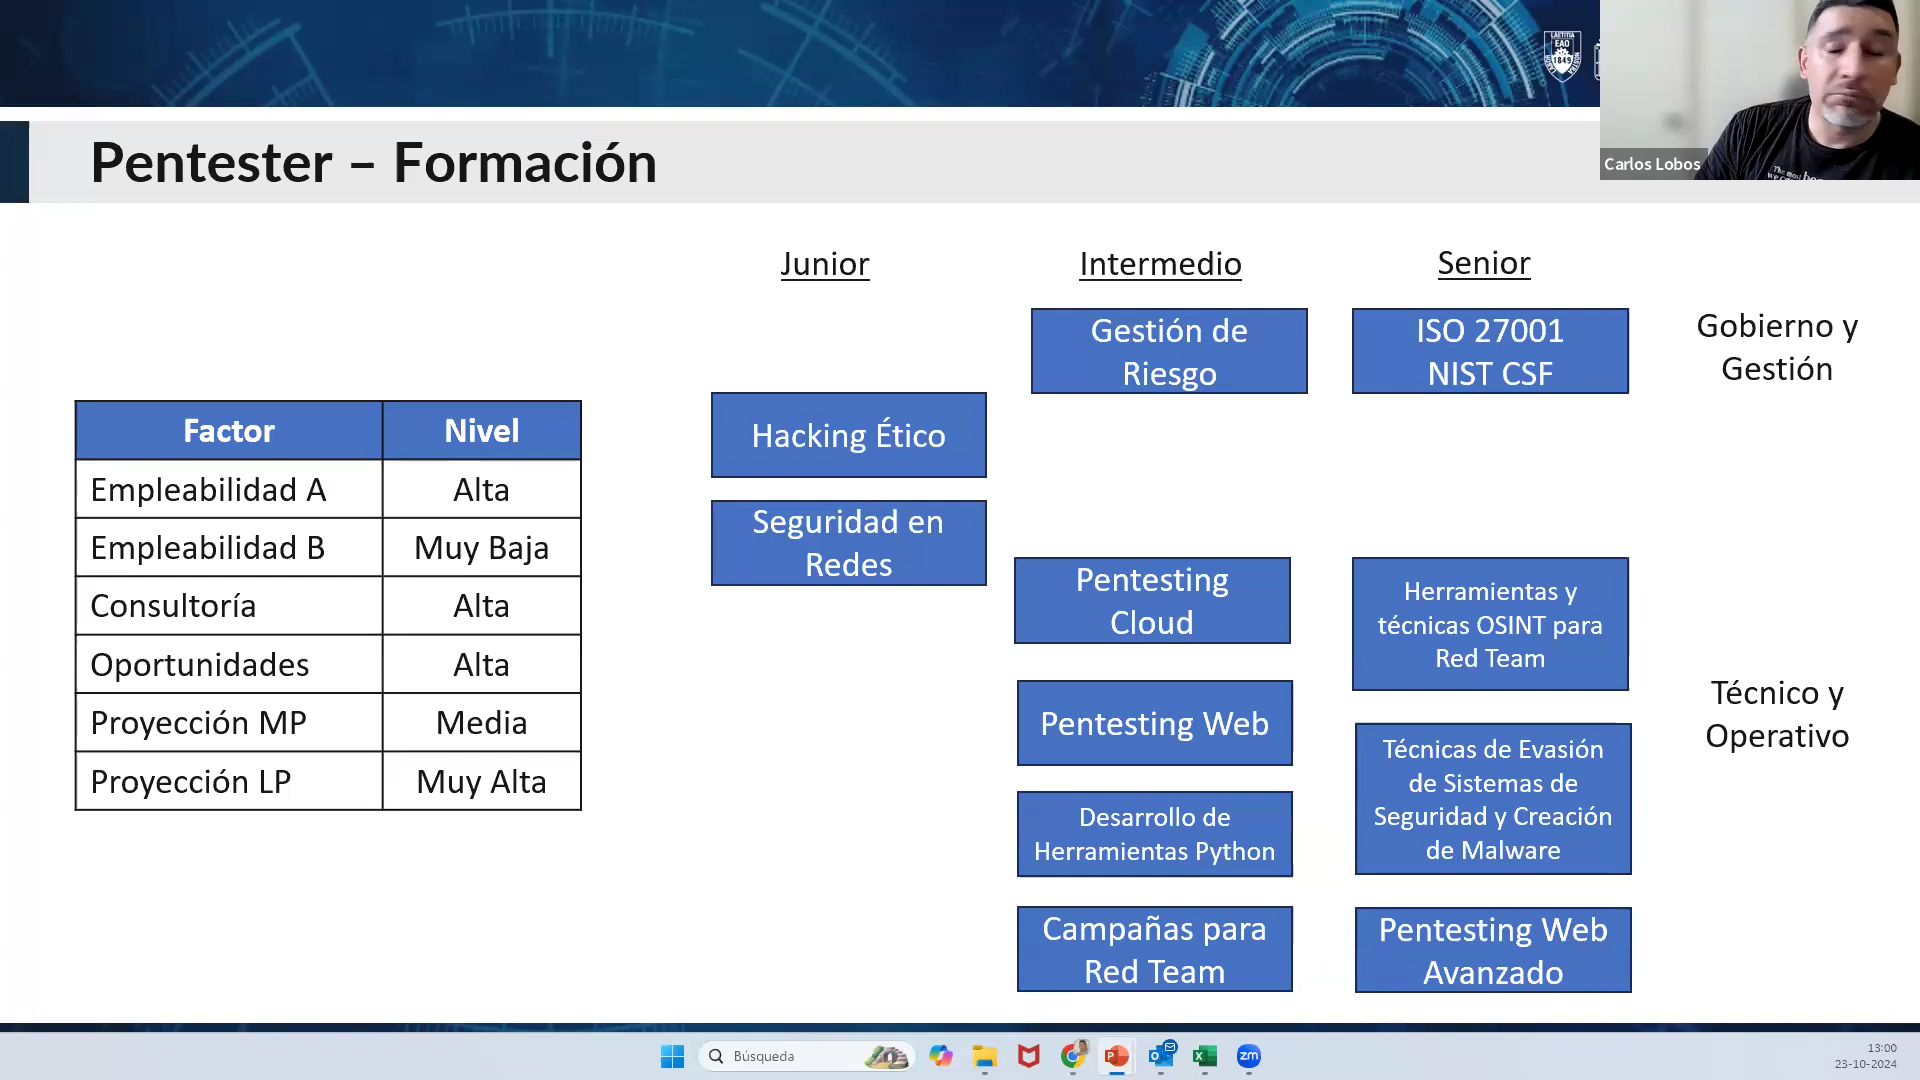 LAETITIA
EAO
1849
Carlos Lobos
Pentester – Formación
Junior
Intermedio
Senior
Gestión de
Riesgo
ISO 27001
NIST CSF
Gobierno y
Gestión
Hacking Ético
Seguridad en
Redes
Factor Nivel
Empleabilidad A Alta
Empleabilidad B Muy Baja
Consultoría Alta
Oportunidades Alta
Proyección MP Media
Proyección LP Muy Alta
Pentesting
Cloud
Herramientas y
técnicas OSINT para
Red Team
Pentesting Web
Técnicas de Evasión
de Sistemas de
Seguridad y Creación
de Malware
Técnico y
Operativo
Desarrollo de
Herramientas Python
Campañas para
Red Team
Pentesting Web
Avanzado
Búsqueda
zm
13:00
23-10-2024